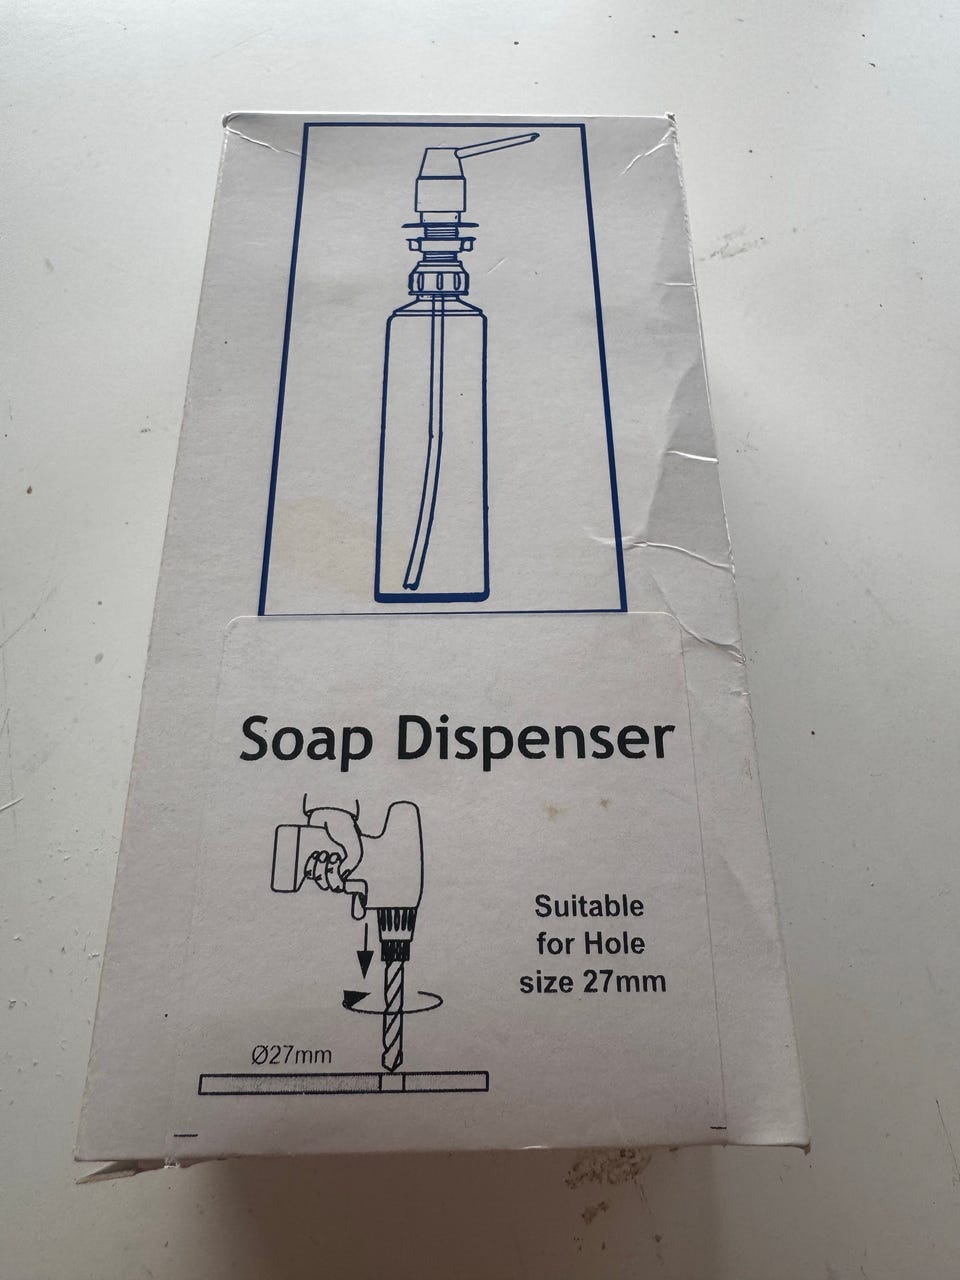 Soap Dispenser
Suitable
for Hole
size 27mm
Ø27mm